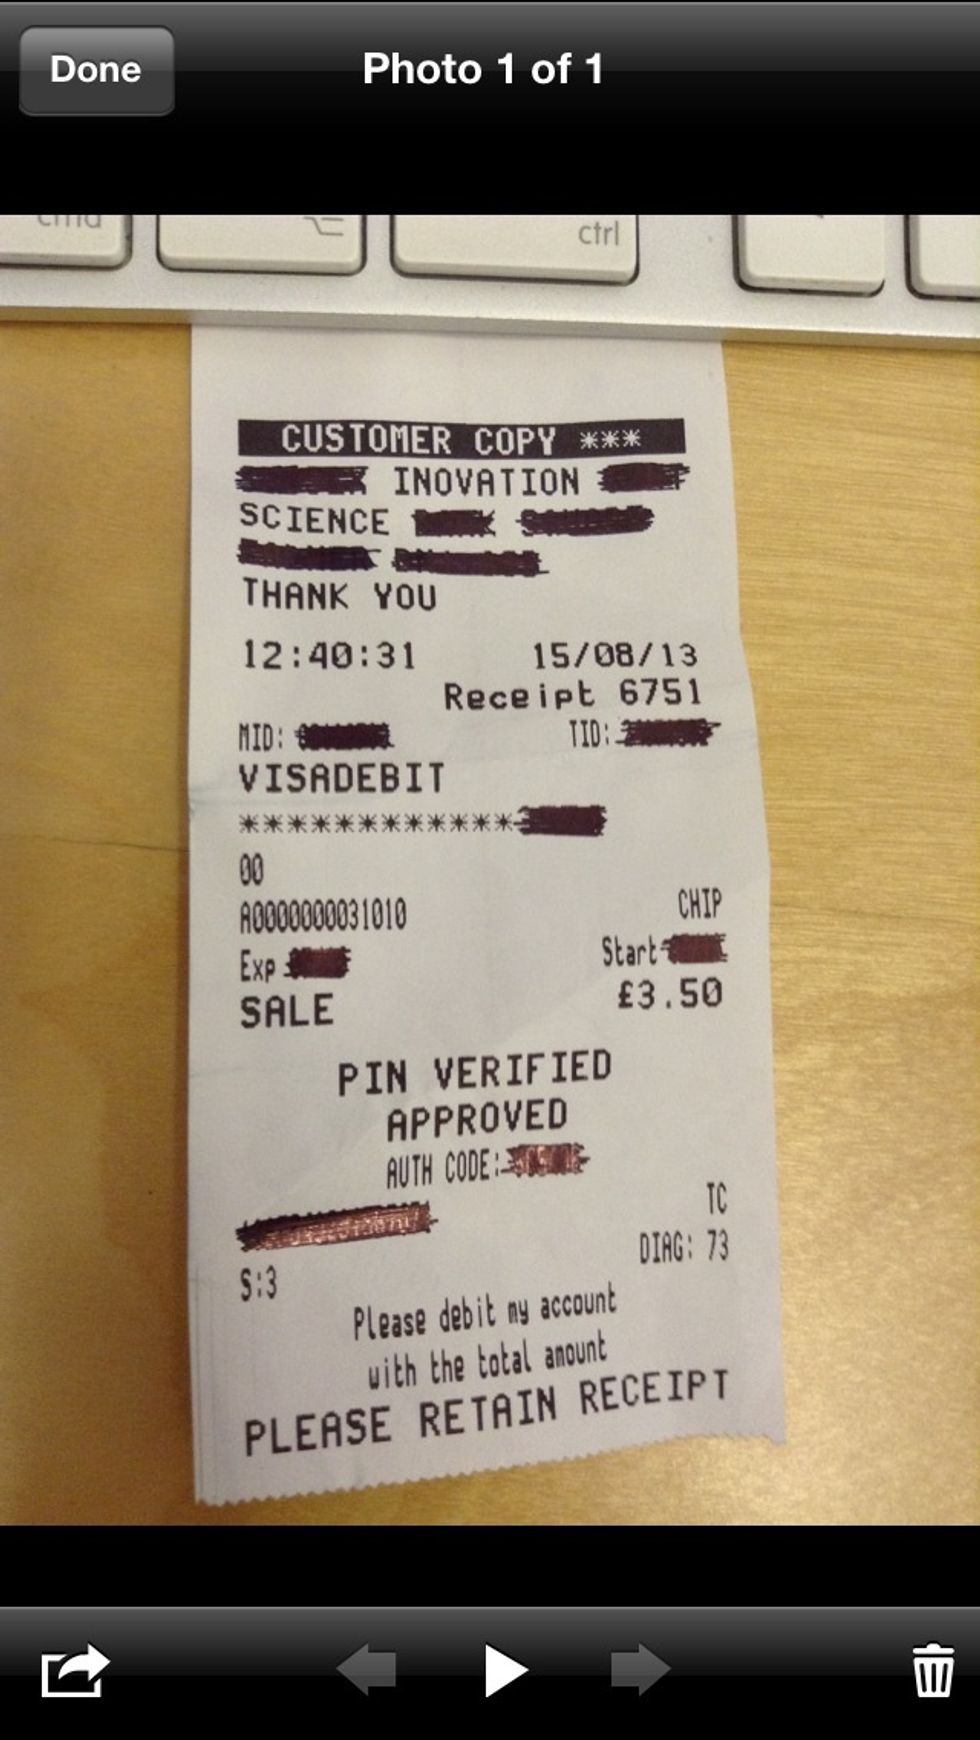 Done Photo 1 of 1
ctrl
CUSTOMER COPY ***
INOVATION
SCIENCE
THANK YOU
12:40:31 15/08/13
Receipt 6751
MID: TID:
VISADEBIT
************
00
A0000000031010 CHIP
Exp Start
SALE £3.50
PIN VERIFIED
APPROVED
AUTH CODE:
TC
DIAG: 73
S:3
Please debit my account
with the total amount
PLEASE RETAIN RECEIPT